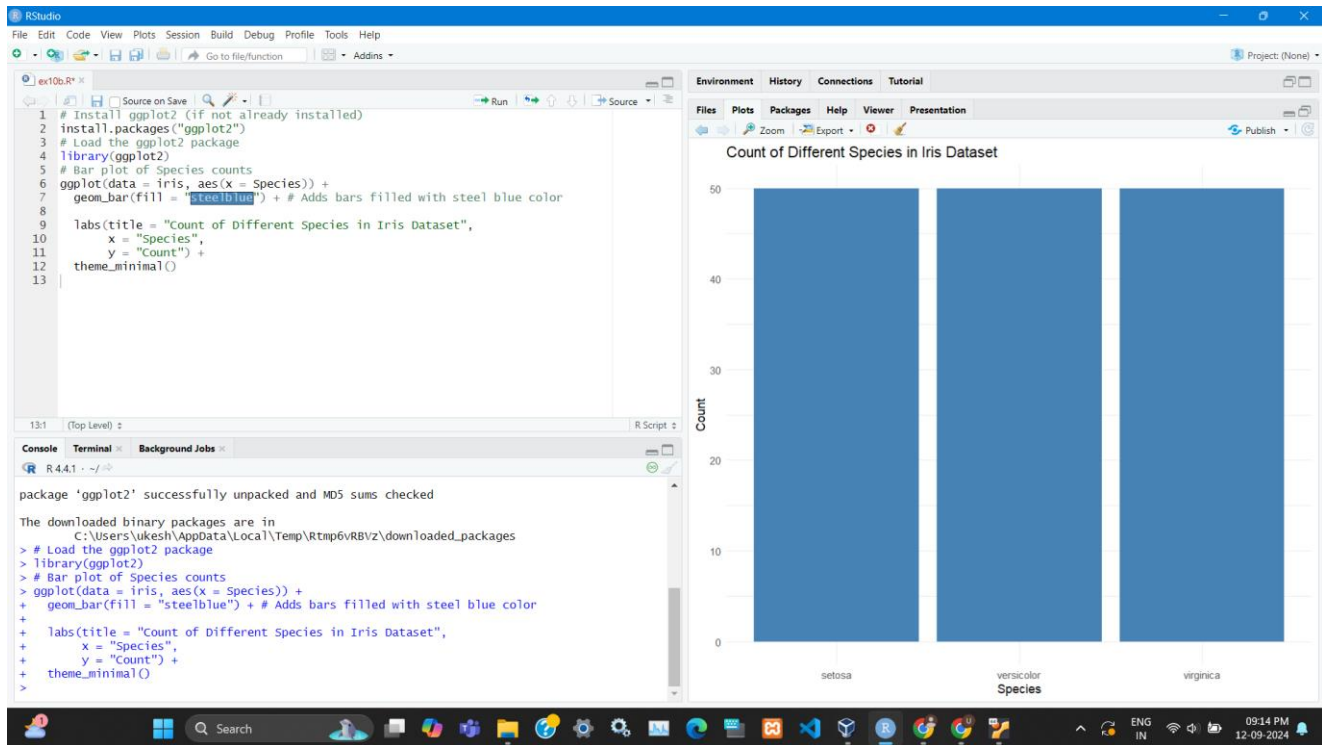 RStudio
File Edit Code View Plots Session Build Debug Profile Tools Help
Go to file/function Addins Project: (None)
ex10b.R*
Source on Save Run Source
1 # Install ggplot2 (if not already installed)
2 install.packages("ggplot2")
3 # Load the ggplot2 package
4 library(ggplot2)
5 # Bar plot of Species counts
6 ggplot(data = iris, aes(x = Species)) +
7 geom_bar(fill = "steelblue") + # Adds bars filled with steel blue color
8
9 labs(title = "Count of Different Species in Iris Dataset",
10 x = "Species",
11 y = "Count") +
12 theme_minimal()
13
13:1 (Top Level) R Script
Console Terminal Background Jobs
R 4.4.1 · ~/
package ‘ggplot2’ successfully unpacked and MD5 sums checked
The downloaded binary packages are in
C:\Users\ukesh\AppData\Local\Temp\Rtmp6vRBVz\downloaded_packages
> # Load the ggplot2 package
> library(ggplot2)
> # Bar plot of Species counts
> ggplot(data = iris, aes(x = Species)) +
+ geom_bar(fill = "steelblue") + # Adds bars filled with steel blue color
+
+ labs(title = "Count of Different Species in Iris Dataset",
+ x = "Species",
+ y = "Count") +
+ theme_minimal()
>
Environment History Connections Tutorial
Files Plots Packages Help Viewer Presentation
Zoom Export Publish
Count of Different Species in Iris Dataset
50
40
30
20
10
0
Count
setosa versicolor virginica
Species
1
Search
ENG
IN
09:14 PM
12-09-2024